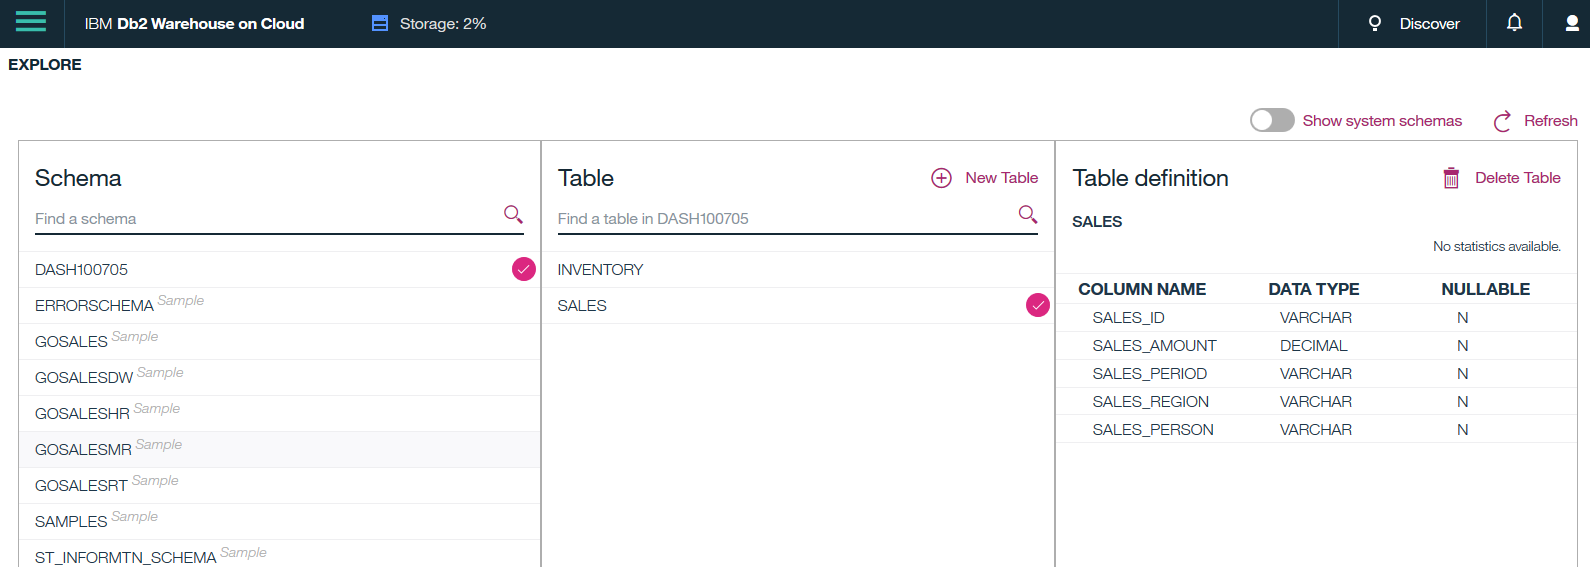 IBM Db2 Warehouse on Cloud Storage: 2% Discover
EXPLORE
Show system schemas Refresh
Schema
Find a schema
DASH100705
ERRORSCHEMA Sample
GOSALES Sample
GOSALESDW Sample
GOSALESHR Sample
GOSALESMR Sample
GOSALESRT Sample
SAMPLES Sample
ST_INFORMTN_SCHEMA Sample
Table New Table
Find a table in DASH100705
INVENTORY
SALES
Table definition Delete Table
SALES
No statistics available.
COLUMN NAME DATA TYPE NULLABLE
SALES_ID VARCHAR N
SALES_AMOUNT DECIMAL N
SALES_PERIOD VARCHAR N
SALES_REGION VARCHAR N
SALES_PERSON VARCHAR N